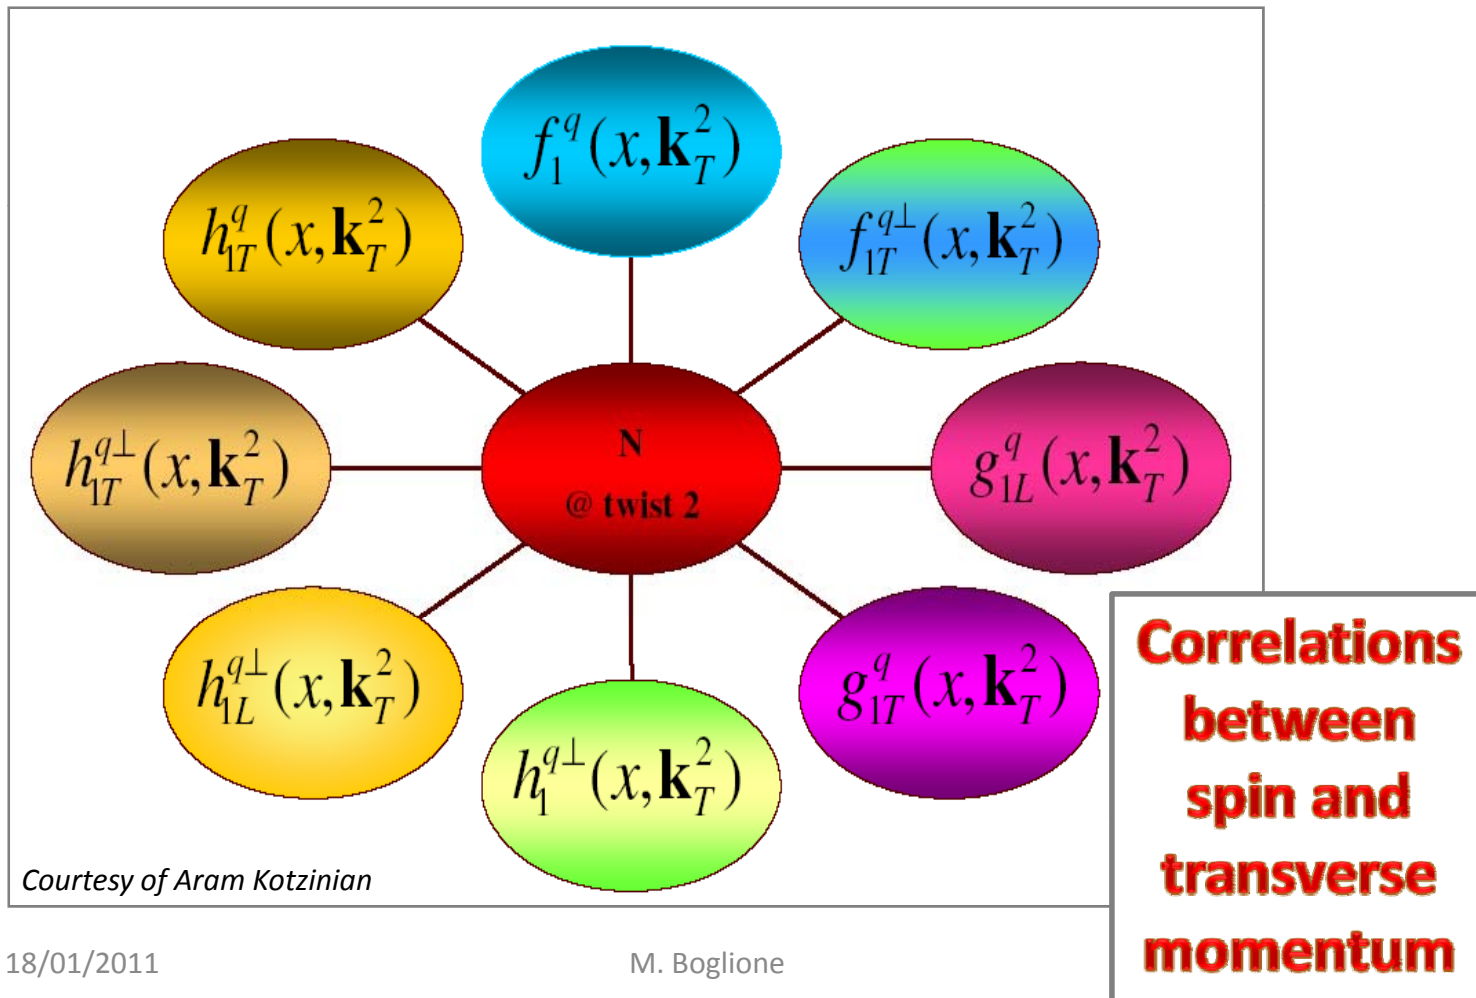 f_1^q(x, k_T^2)
h_{1T}^q(x, k_T^2)
f_{1T}^{q⊥}(x, k_T^2)
h_{1T}^{q⊥}(x, k_T^2)
N
@ twist 2
g_{1L}^q(x, k_T^2)
h_{1L}^{q⊥}(x, k_T^2)
g_{1T}^q(x, k_T^2)
h_1^{q⊥}(x, k_T^2)
Courtesy of Aram Kotzinian
Correlations
between
spin and
transverse
momentum
18/01/2011
M. Boglione